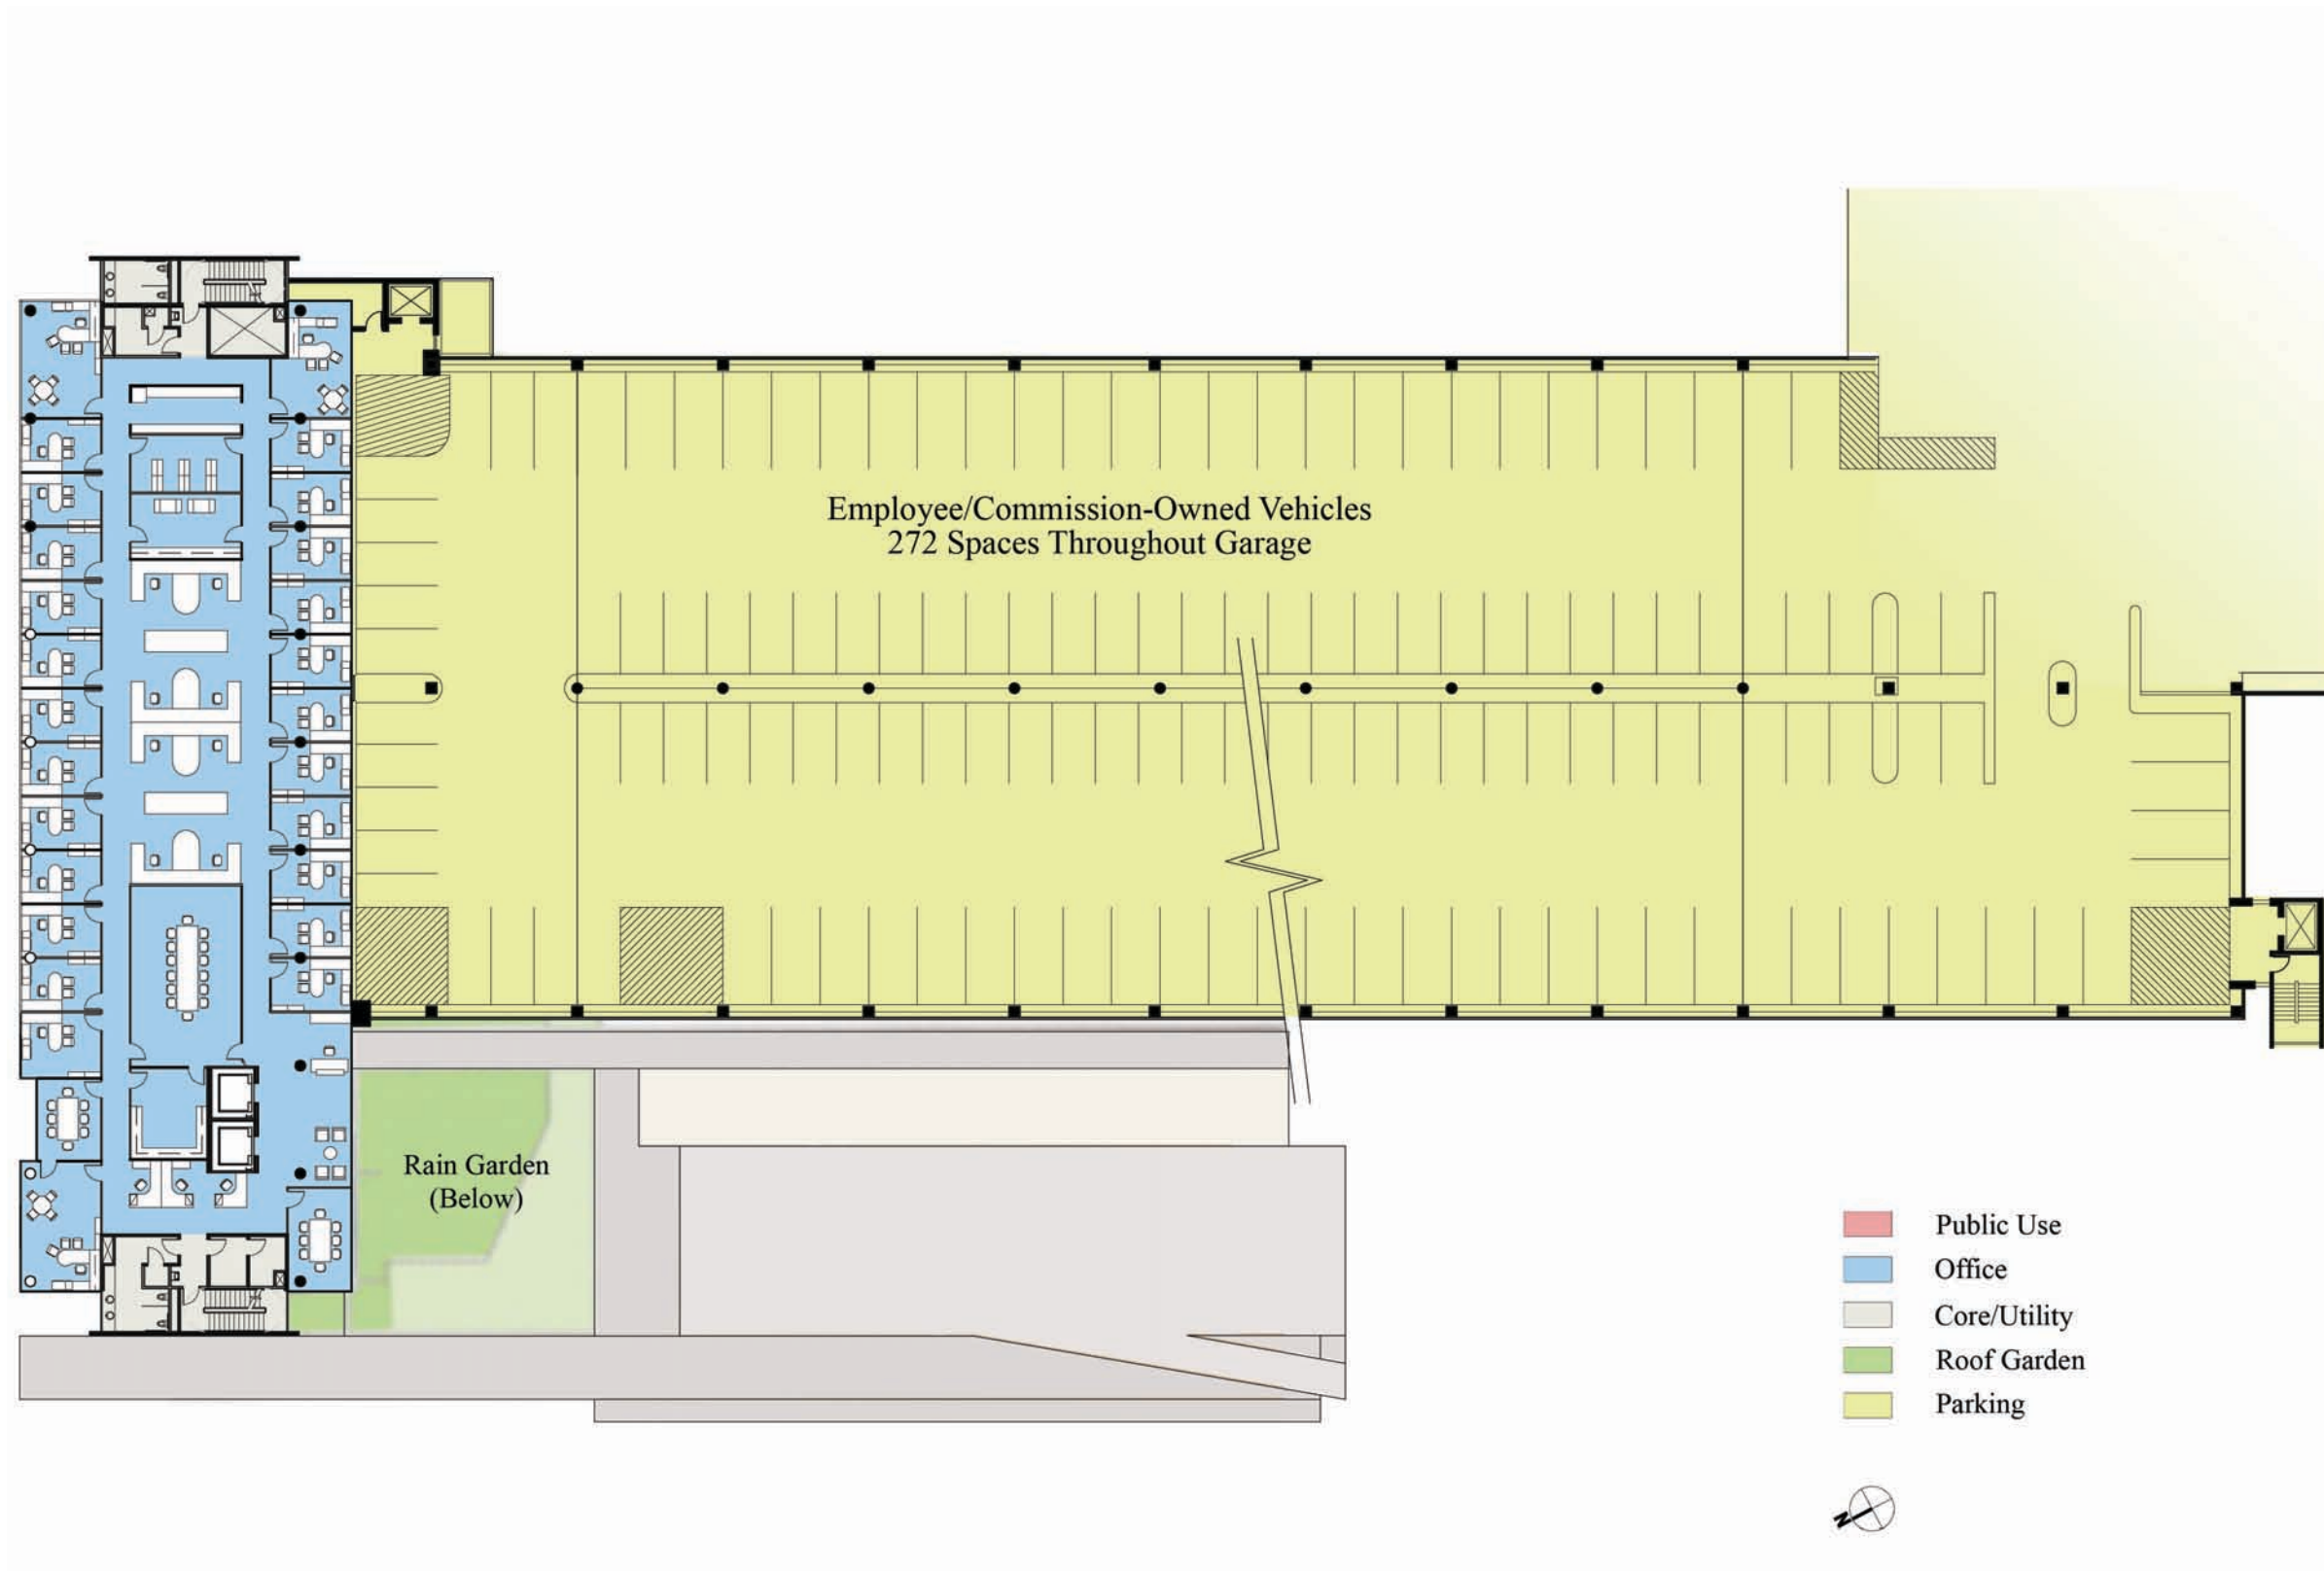 Employee/Commission-Owned Vehicles
272 Spaces Throughout Garage
Rain Garden
(Below)
Public Use
Office
Core/Utility
Roof Garden
Parking
N